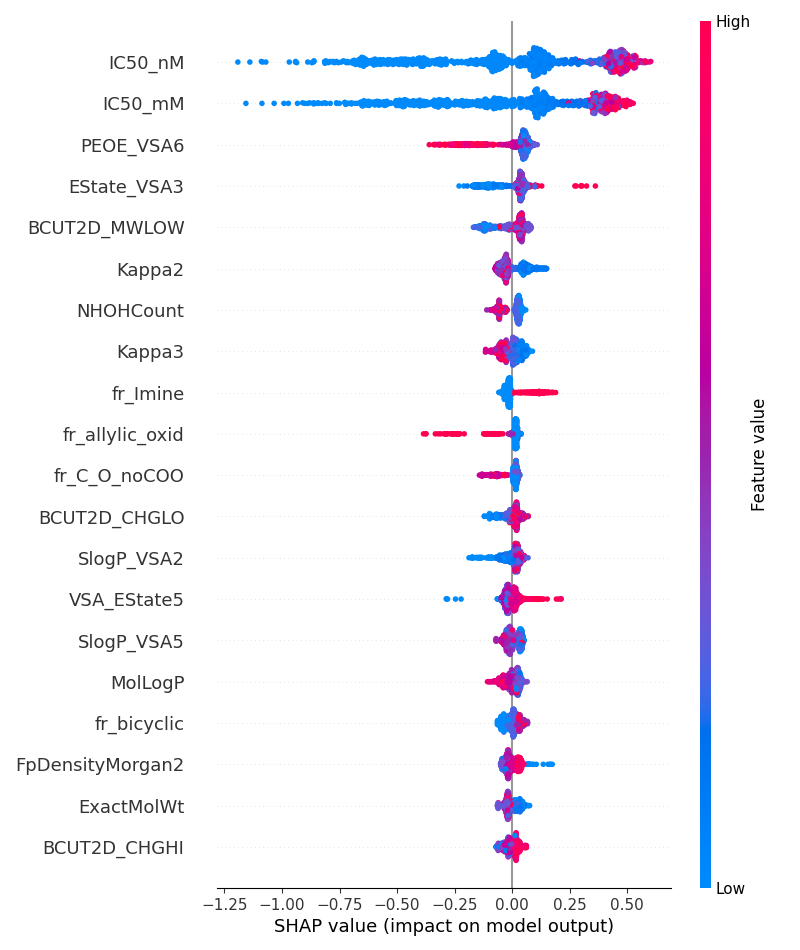 High
IC50_nM
IC50_mM
PEOE_VSA6
EState_VSA3
BCUT2D_MWLOW
Kappa2
NHOHCount
Kappa3
fr_Imine
fr_allylic_oxid
fr_C_O_noCOO
BCUT2D_CHGLO
SlogP_VSA2
VSA_EState5
SlogP_VSA5
MolLogP
fr_bicyclic
FpDensityMorgan2
ExactMolWt
BCUT2D_CHGHI
Feature value
Low
−1.25 −1.00 −0.75 −0.50 −0.25 0.00 0.25 0.50
SHAP value (impact on model output)